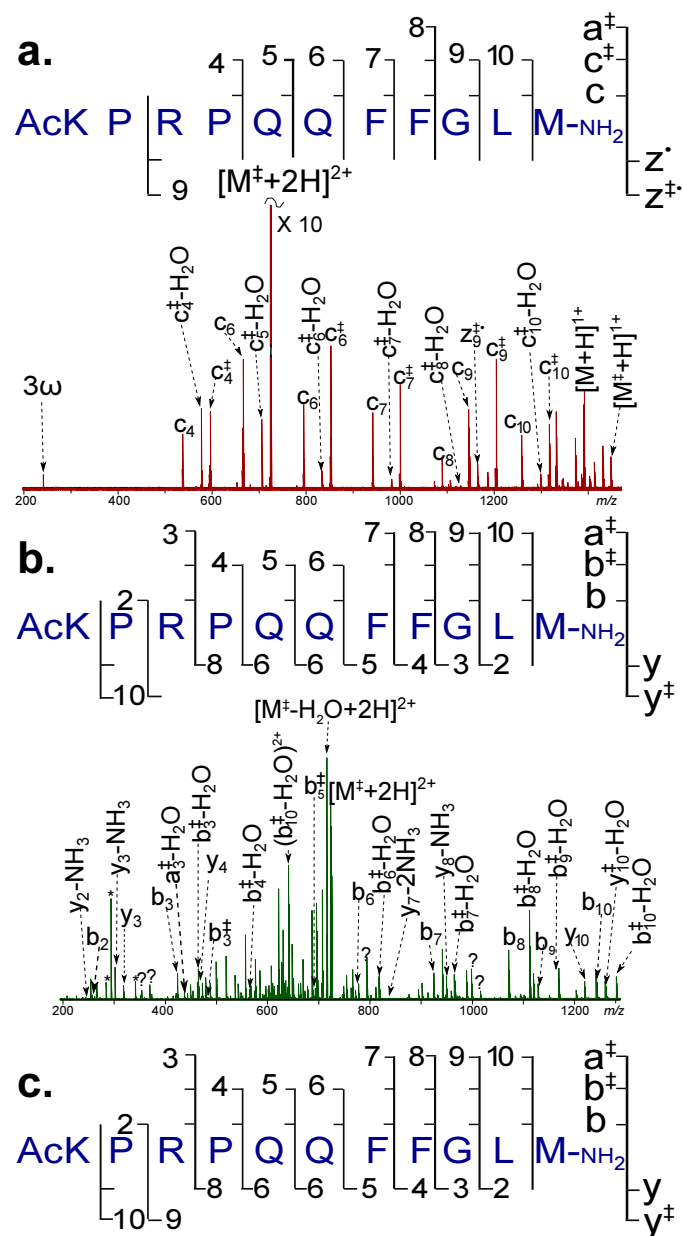 a.
4 5 6 7 8 9 10
a‡
c‡
c
AcK P R P Q Q F F G L M-NH2
9
z•
z‡•
[M‡+2H]2+
X 10
3ω
c4‡-H2O
c4
c4‡
c6
c5‡-H2O
c6
c6‡-H2O
c6‡
c7
c7‡-H2O
c7‡
c8‡-H2O
c8
c9
z9‡•
c9‡
c10
c10‡-H2O
c10‡
[M+H]1+
[M‡+H]1+
200 400 600 800 1000 m/z
b.
2 3 4 5 6 7 8 9 10
a‡
b‡
b
AcK P R P Q Q F F G L M-NH2
10 8 6 6 5 4 3 2
y
y‡
[M‡-H2O+2H]2+
y2-NH3
b2
*
*
y3-NH3
y3
*
??
b3
a3‡-H2O
b3‡-H2O
y4
b3‡
b4‡-H2O
(b10‡-H2O)2+
b5‡
[M‡+2H]2+
b6
?
b6‡-H2O
y7-2NH3
b7
y8-NH3
b7‡-H2O
?
?
b8
b8‡-H2O
b9
b9‡-H2O
y10
b10
y10‡-H2O
b10‡-H2O
200 400 600 800 1000 1200 m/z
c.
2 3 4 5 6 7 8 9 10
a‡
b‡
b
AcK P R P Q Q F F G L M-NH2
10 9 8 6 6 5 4 3 2
y
y‡